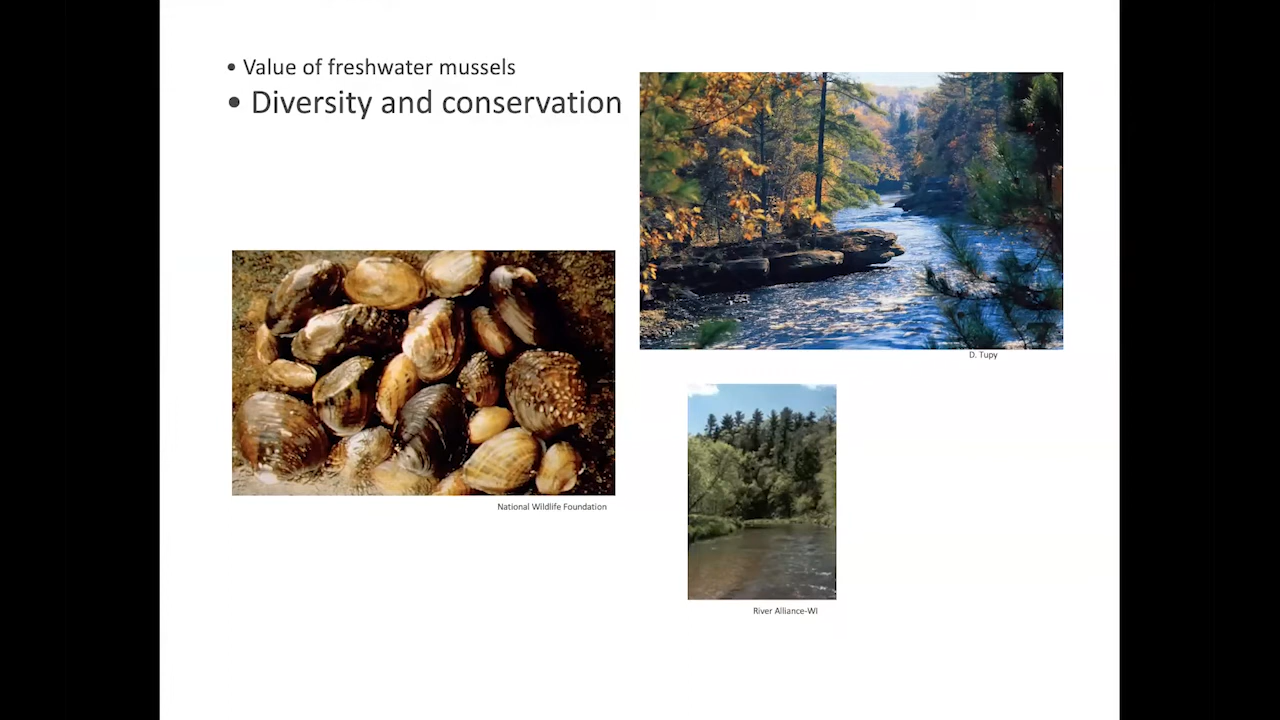 • Value of freshwater mussels
• Diversity and conservation
D. Tupy
National Wildlife Foundation
River Alliance-WI